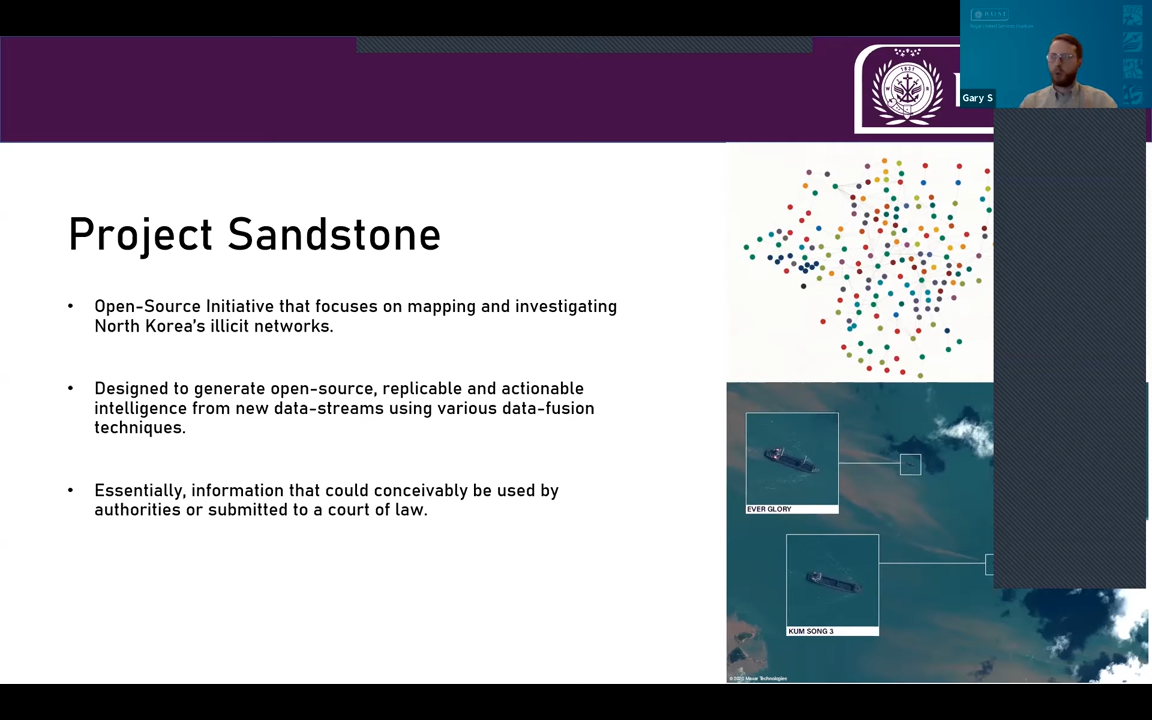 RUSI
1831
Gary S
Project Sandstone
• Open-Source Initiative that focuses on mapping and investigating
North Korea's illicit networks.
• Designed to generate open-source, replicable and actionable
intelligence from new data-streams using various data-fusion
techniques.
• Essentially, information that could conceivably be used by
authorities or submitted to a court of law.
EVER GLORY
KUM SONG 3